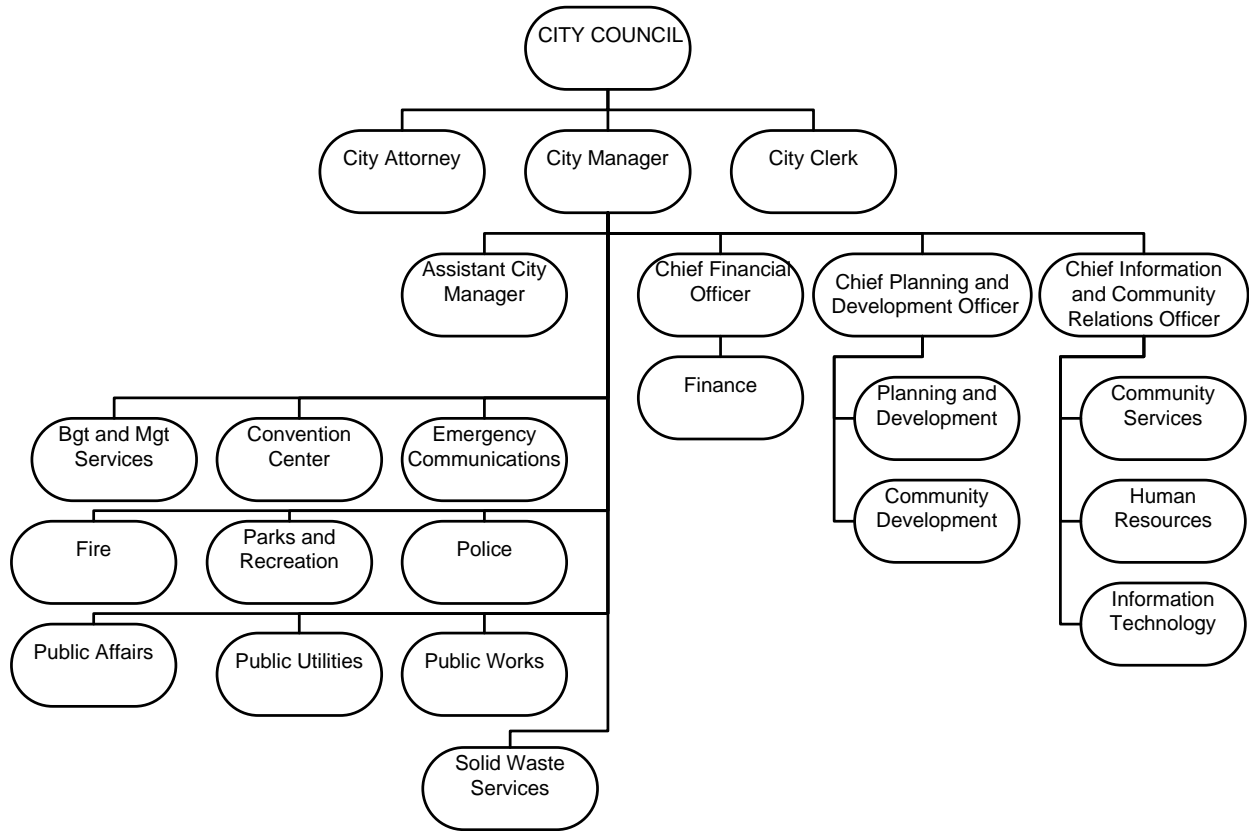 CITY COUNCIL
City Attorney
City Manager
City Clerk
Assistant City
Manager
Chief Financial
Officer
Chief Planning and
Development Officer
Chief Information
and Community
Relations Officer
Finance
Planning and
Development
Community
Services
Bgt and Mgt
Services
Convention
Center
Emergency
Communications
Community
Development
Human
Resources
Fire
Parks and
Recreation
Police
Information
Technology
Public Affairs
Public Utilities
Public Works
Solid Waste
Services